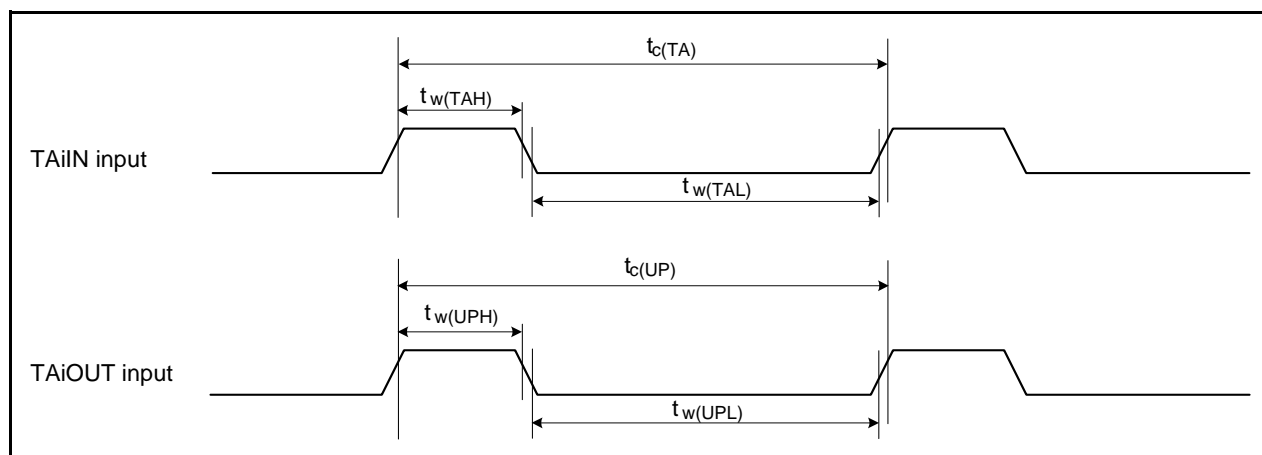 tc(TA)
tw(TAH)
TAiIN input
tw(TAL)
tc(UP)
tw(UPH)
TAiOUT input
tw(UPL)